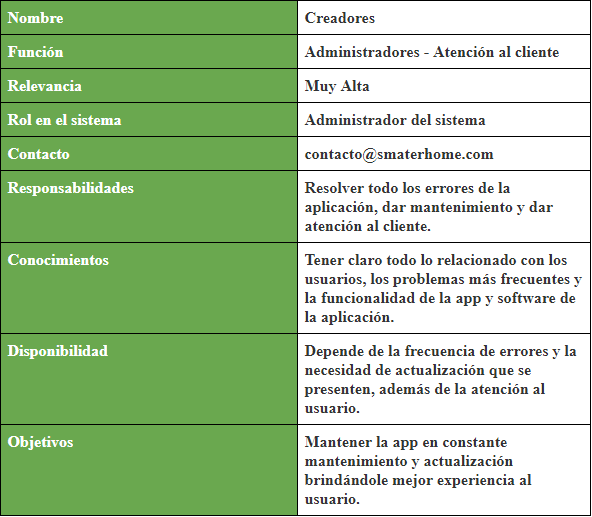 Nombre
Creadores
Función
Administradores - Atención al cliente
Relevancia
Muy Alta
Rol en el sistema
Administrador del sistema
Contacto
contacto@smaterhome.com
Responsabilidades
Resolver todo los errores de la
aplicación, dar mantenimiento y dar
atención al cliente.
Conocimientos
Tener claro todo lo relacionado con los
usuarios, los problemas más frecuentes y
la funcionalidad de la app y software de
la aplicación.
Disponibilidad
Depende de la frecuencia de errores y la
necesidad de actualización que se
presenten, además de la atención al
usuario.
Objetivos
Mantener la app en constante
mantenimiento y actualización
brindándole mejor experiencia al
usuario.